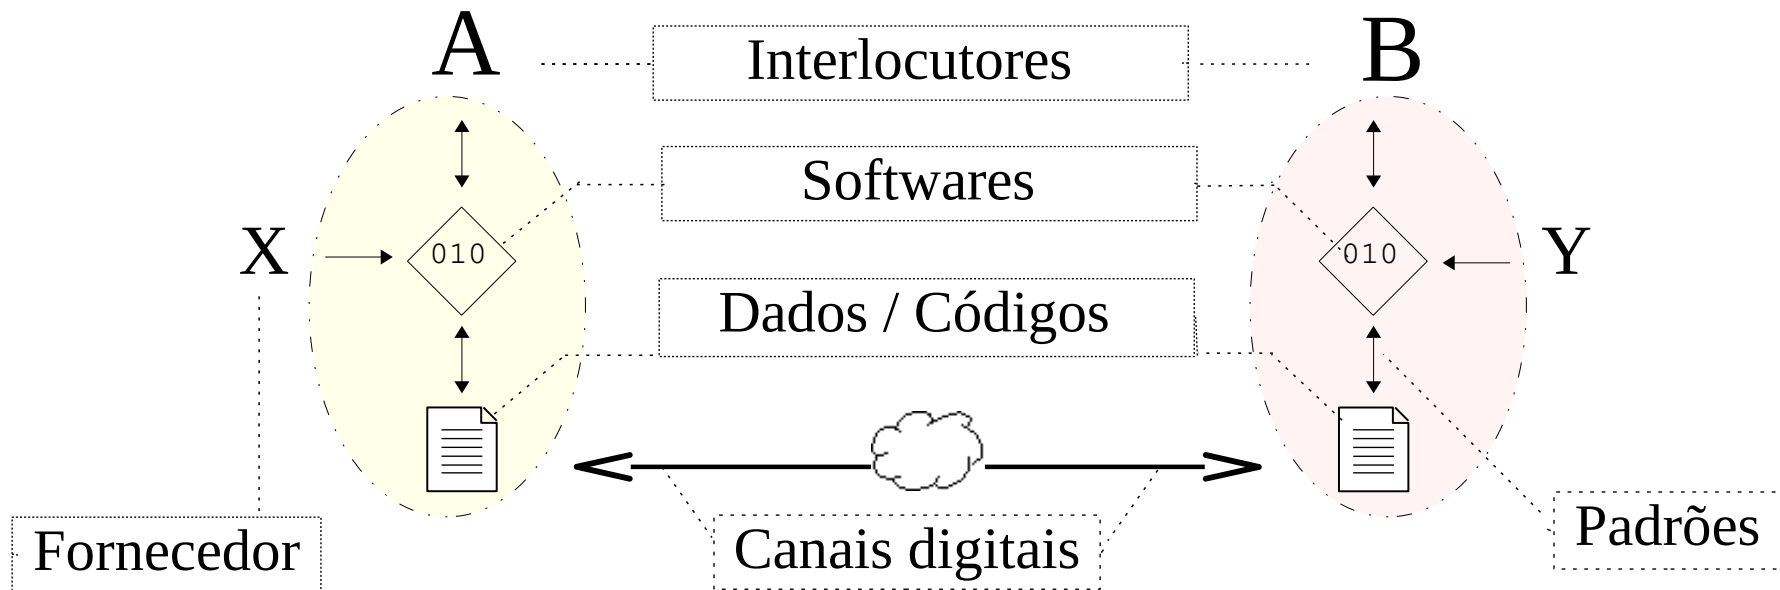 A
Interlocutores
B
Softwares
X
010
010
Y
Dados / Códigos
Fornecedor
Canais digitais
Padrões